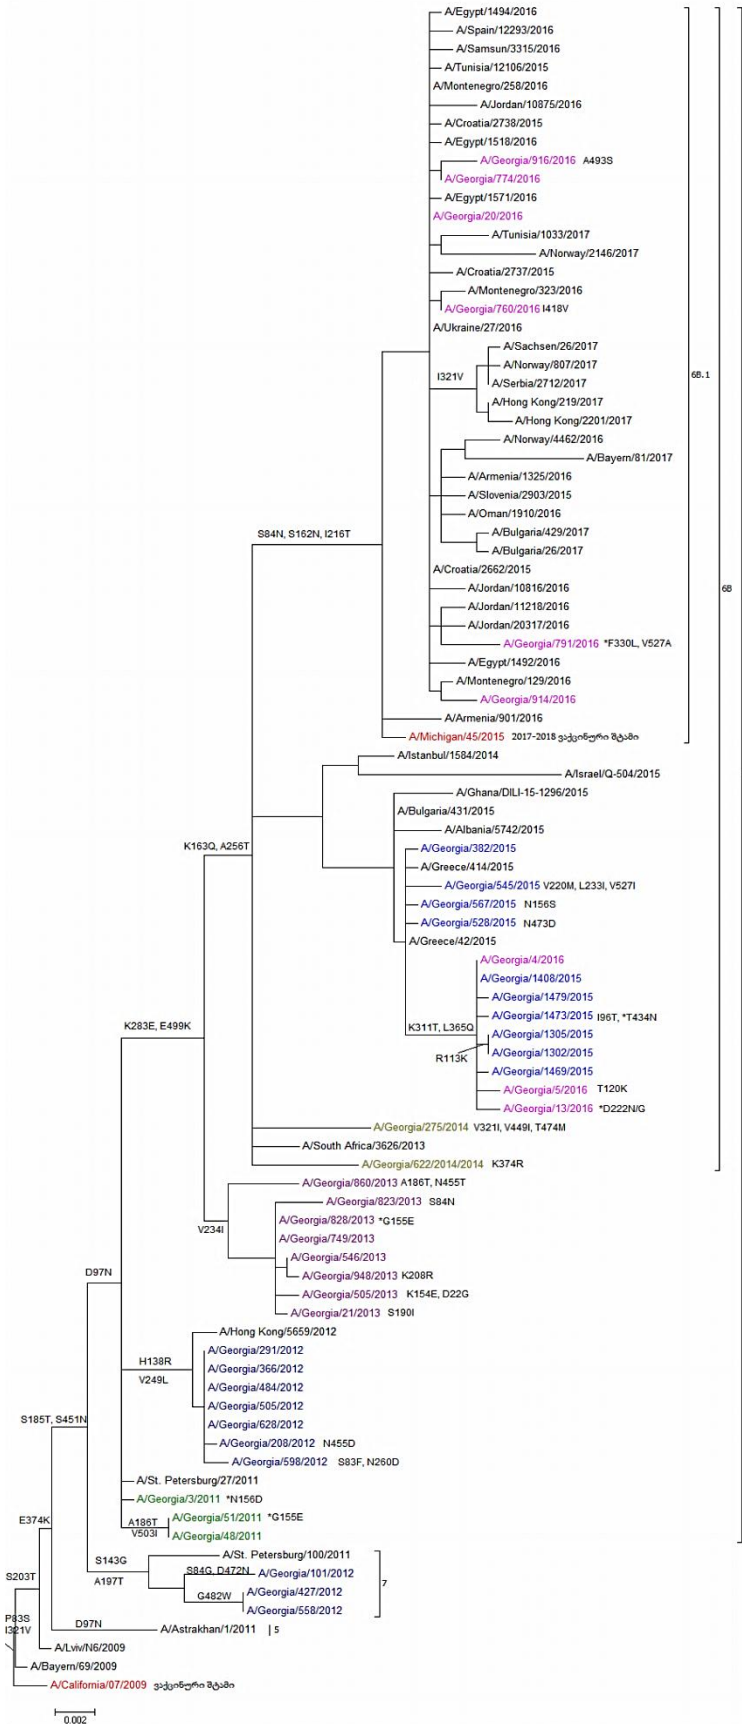 A/Egypt/1494/2016
A/Spain/12293/2016
A/Samsun/3315/2016
A/Tunisia/12106/2015
A/Montenegro/258/2016
A/Jordan/10875/2016
A/Croatia/2738/2015
A/Egypt/1518/2016
A/Georgia/916/2016 A493S
A/Georgia/774/2016
A/Egypt/1571/2016
A/Georgia/20/2016
A/Tunisia/1033/2017
A/Norway/2146/2017
A/Croatia/2737/2015
A/Montenegro/323/2016
A/Georgia/760/2016 I418V
A/Ukraine/27/2016
A/Sachsen/26/2017
A/Norway/807/2017
6B.1
I321V
A/Serbia/2712/2017
A/Hong Kong/219/2017
A/Hong Kong/2201/2017
A/Norway/4462/2016
A/Bayern/81/2017
A/Armenia/1325/2016
A/Slovenia/2903/2015
A/Oman/1910/2016
S84N, S162N, I216T
A/Bulgaria/429/2017
A/Bulgaria/26/2017
A/Croatia/2662/2015
A/Jordan/10816/2016
6B
A/Jordan/11218/2016
A/Jordan/20317/2016
A/Georgia/791/2016 *F330L, V527A
A/Egypt/1492/2016
A/Montenegro/129/2016
A/Georgia/914/2016
A/Armenia/901/2016
A/Michigan/45/2015 2017-2018 ვაქცინური შტამი
A/Istanbul/1584/2014
A/Israel/Q-504/2015
A/Ghana/DILI-15-1296/2015
A/Bulgaria/431/2015
A/Albania/5742/2015
K163Q, A256T
A/Georgia/382/2015
A/Greece/414/2015
A/Georgia/545/2015 V220M, L233I, V527I
A/Georgia/567/2015 N156S
A/Georgia/528/2015 N473D
A/Greece/42/2015
A/Georgia/4/2016
A/Georgia/1408/2015
A/Georgia/1479/2015
A/Georgia/1473/2015 I96T, *T434N
K283E, E499K
K311T, L365Q
A/Georgia/1305/2015
R113K
A/Georgia/1302/2015
A/Georgia/1469/2015
A/Georgia/5/2016 T120K
A/Georgia/13/2016 *D222N/G
A/Georgia/275/2014 V321I, V449I, T474M
A/South Africa/3626/2013
A/Georgia/622/2014/2014 K374R
A/Georgia/860/2013 A186T, N455T
A/Georgia/823/2013 S84N
V234I
A/Georgia/828/2013 *G155E
A/Georgia/749/2013
A/Georgia/546/2013
D97N
A/Georgia/948/2013 K208R
A/Georgia/505/2013 K154E, D22G
A/Georgia/21/2013 S190I
A/Hong Kong/5659/2012
A/Georgia/291/2012
H138R
A/Georgia/366/2012
V249L
A/Georgia/484/2012
A/Georgia/505/2012
S185T, S451N
A/Georgia/628/2012
A/Georgia/208/2012 N455D
A/Georgia/598/2012 S83F, N260D
A/St. Petersburg/27/2011
A/Georgia/3/2011 *N156D
E374K
A186T
A/Georgia/51/2011 *G155E
V503I
A/Georgia/48/2011
S143G
A/St. Petersburg/100/2011
S203T
A197T
S84G, D472N
A/Georgia/101/2012
7
G482W
A/Georgia/427/2012
A/Georgia/558/2012
P83S
I321V
D97N
A/Astrakhan/1/2011 5
A/Lviv/N6/2009
A/Bayern/69/2009
A/California/07/2009 ვაქცინური შტამი
0.002